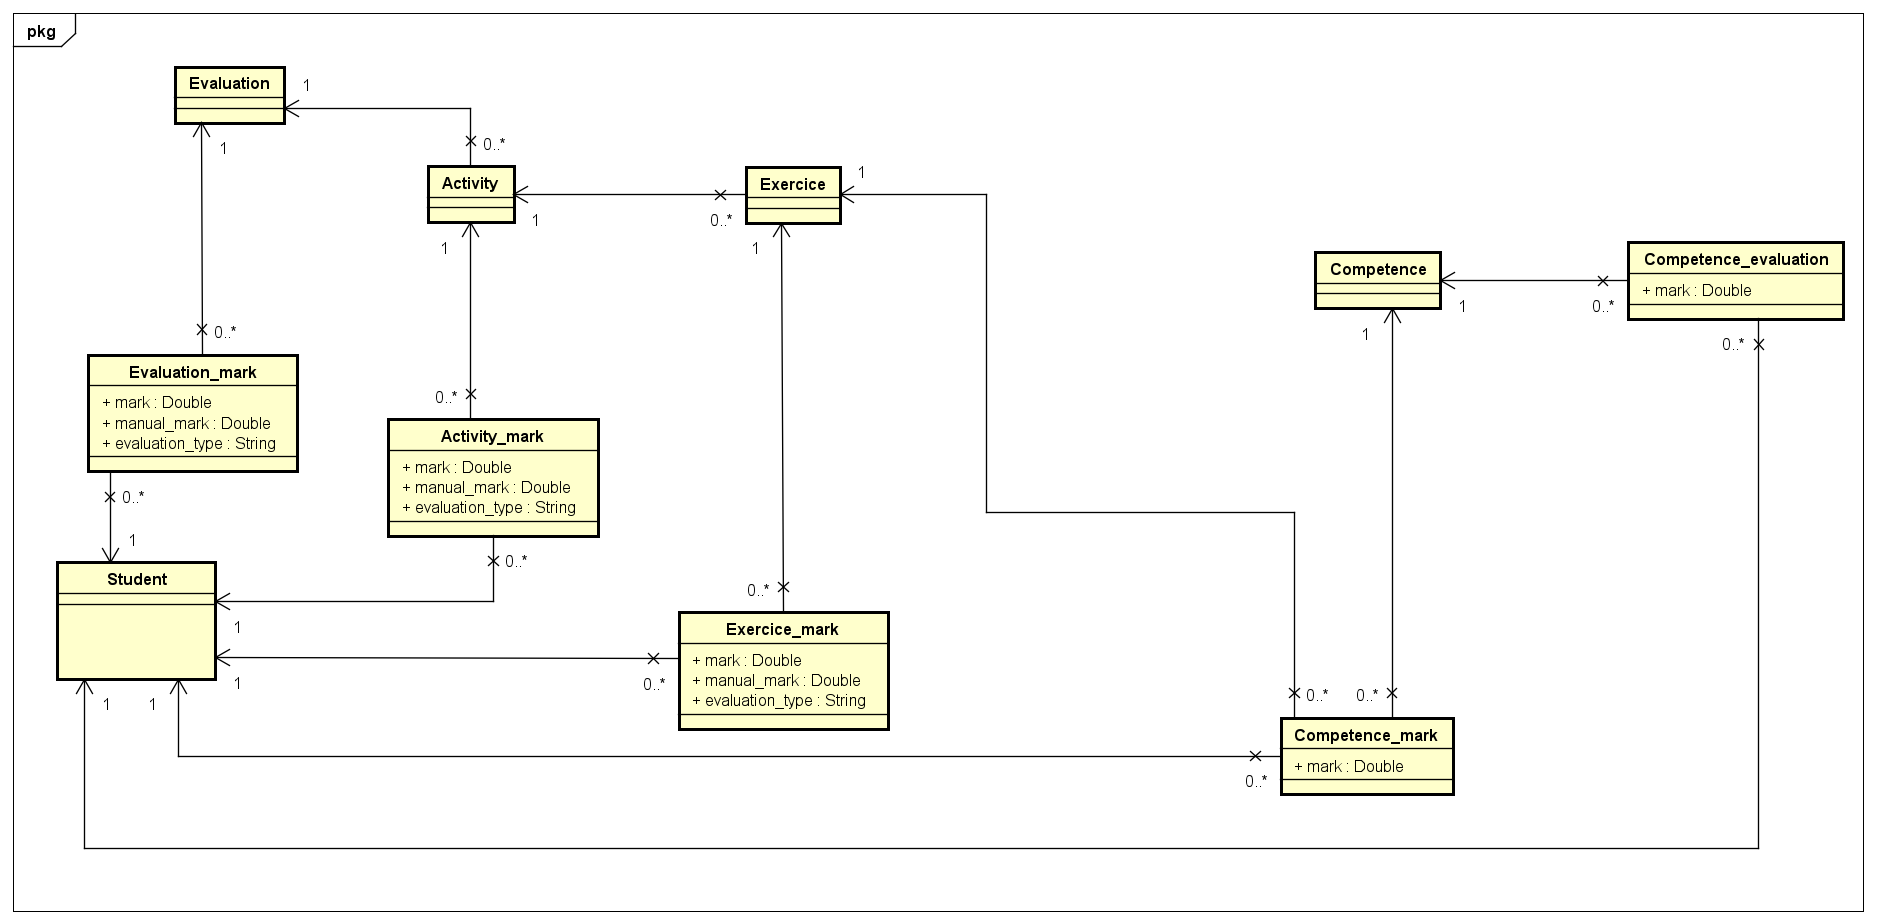 pkg
Evaluation
1
1
0..*
Activity
1
0..*
Exercice
1
1
1
Competence
1
0..*
Competence_evaluation
+ mark : Double
1
0..*
0..*
Evaluation_mark
+ mark : Double
+ manual_mark : Double
+ evaluation_type : String
0..*
1
0..*
Activity_mark
+ mark : Double
+ manual_mark : Double
+ evaluation_type : String
0..*
Student
1
1
1
1
0..*
Exercice_mark
+ mark : Double
+ manual_mark : Double
+ evaluation_type : String
0..*
0..*
0..*
Competence_mark
+ mark : Double
0..*